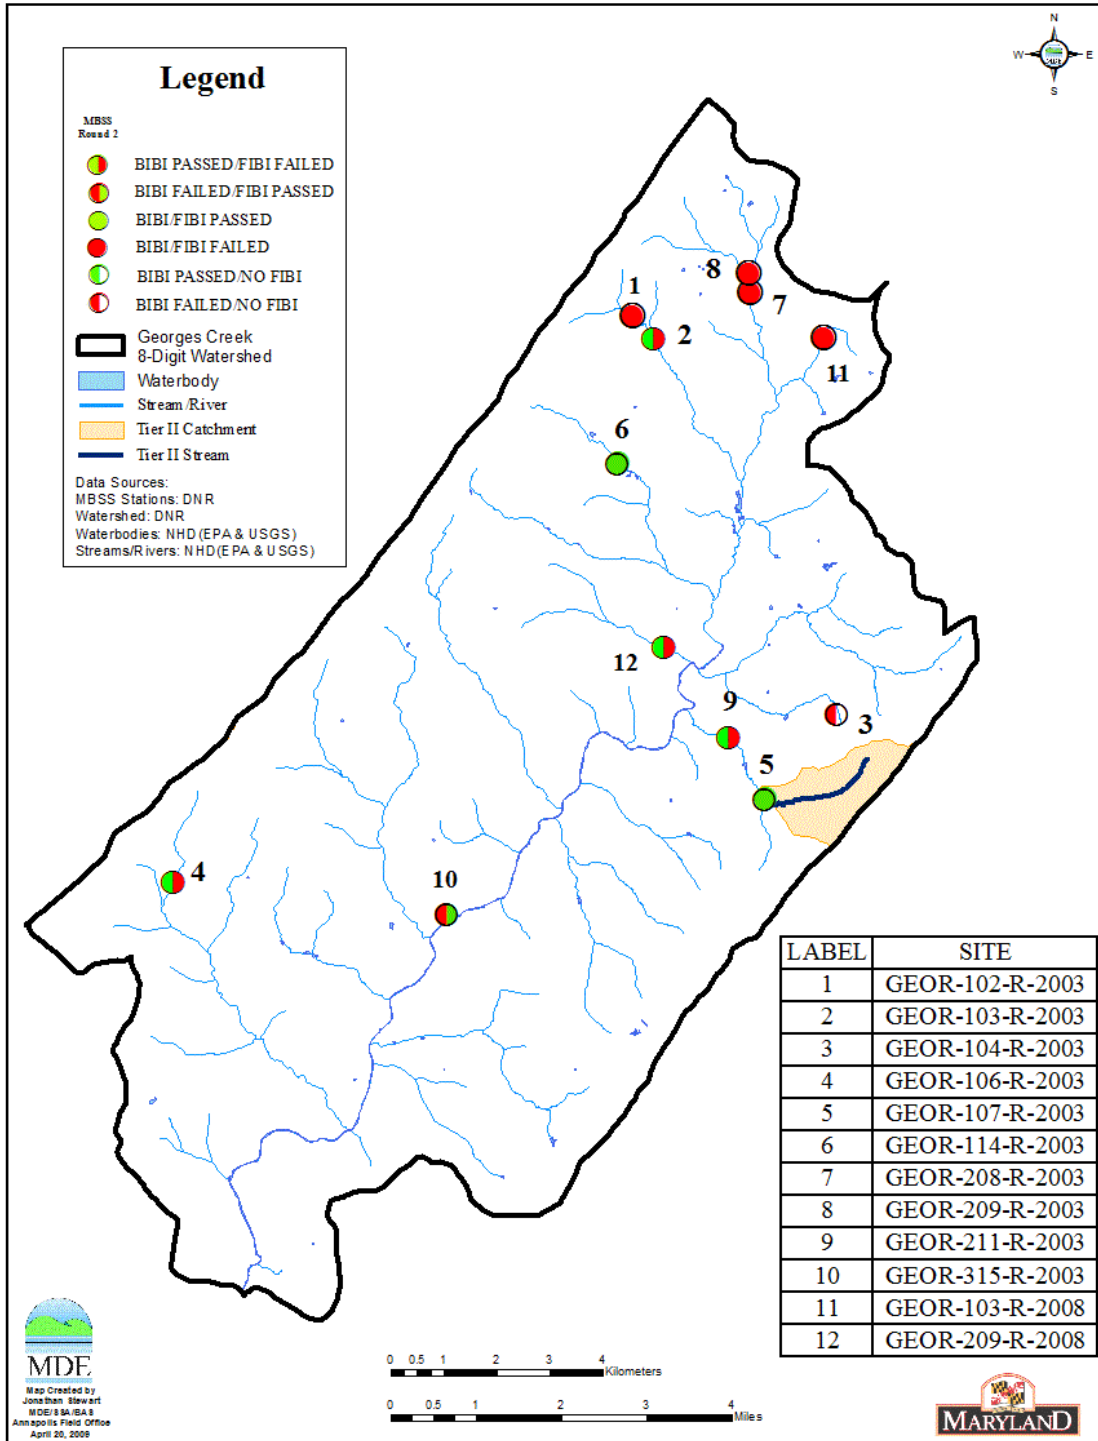 N
W
E
S
MDE
Legend
MBSS
Round 2
BIBI PASSED/FIBI FAILED
BIBI FAILED/FIBI PASSED
BIBI/FIBI PASSED
BIBI/FIBI FAILED
BIBI PASSED/NO FIBI
BIBI FAILED/NO FIBI
Georges Creek
8-Digit Watershed
Waterbody
Stream/River
Tier II Catchment
Tier II Stream
Data Sources:
MBSS Stations: DNR
Watershed: DNR
Waterbodies: NHD(EPA & USGS)
Streams/Rivers: NHD(EPA & USGS)
8
7
1
2
11
6
12
9
3
5
4
10
LABEL SITE
1 GEOR-102-R-2003
2 GEOR-103-R-2003
3 GEOR-104-R-2003
4 GEOR-106-R-2003
5 GEOR-107-R-2003
6 GEOR-114-R-2003
7 GEOR-208-R-2003
8 GEOR-209-R-2003
9 GEOR-211-R-2003
10 GEOR-315-R-2003
11 GEOR-103-R-2008
12 GEOR-209-R-2008
MDE
Map Created by
Jonathan Stewart
MDE/SSA/BAS
Annapolis Field Office
April 20, 2009
0 0.5 1 2 3 4
Kilometers
0 0.5 1 2 3 4
Miles
MARYLAND